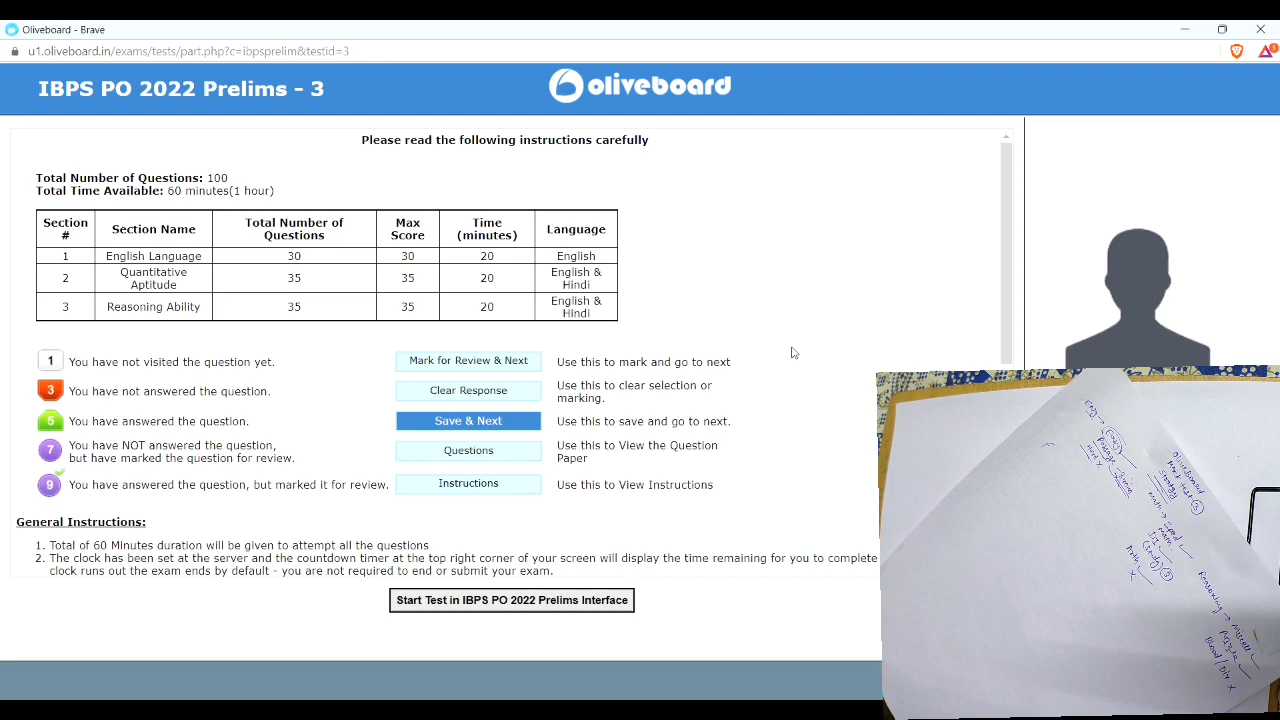 Oliveboard - Brave
u1.oliveboard.in/exams/tests/part.php?c=ibpsprelim&testid=3
3
IBPS PO 2022 Prelims - 3
oliveboard
Please read the following instructions carefully
Total Number of Questions: 100
Total Time Available: 60 minutes(1 hour)
Section # Section Name Total Number of Questions Max Score Time (minutes) Language
1 English Language 30 30 20 English
2 Quantitative Aptitude 35 35 20 English & Hindi
3 Reasoning Ability 35 35 20 English & Hindi
1 You have not visited the question yet. Mark for Review & Next Use this to mark and go to next
3 You have not answered the question. Clear Response Use this to clear selection or marking.
5 You have answered the question. Save & Next Use this to save and go to next.
7 You have NOT answered the question, but have marked the question for review. Questions Use this to View the Question Paper
9 You have answered the question, but marked it for review. Instructions Use this to View Instructions
General Instructions:
1. Total of 60 Minutes duration will be given to attempt all the questions
2. The clock has been set at the server and the countdown timer at the top right corner of your screen will display the time remaining for you to complete
clock runs out the exam ends by default - you are not required to end or submit your exam.
Start Test in IBPS PO 2022 Prelims Interface
Eng →
Oliveboard
Math → Speed
Reasoning →
Blood/Dir x